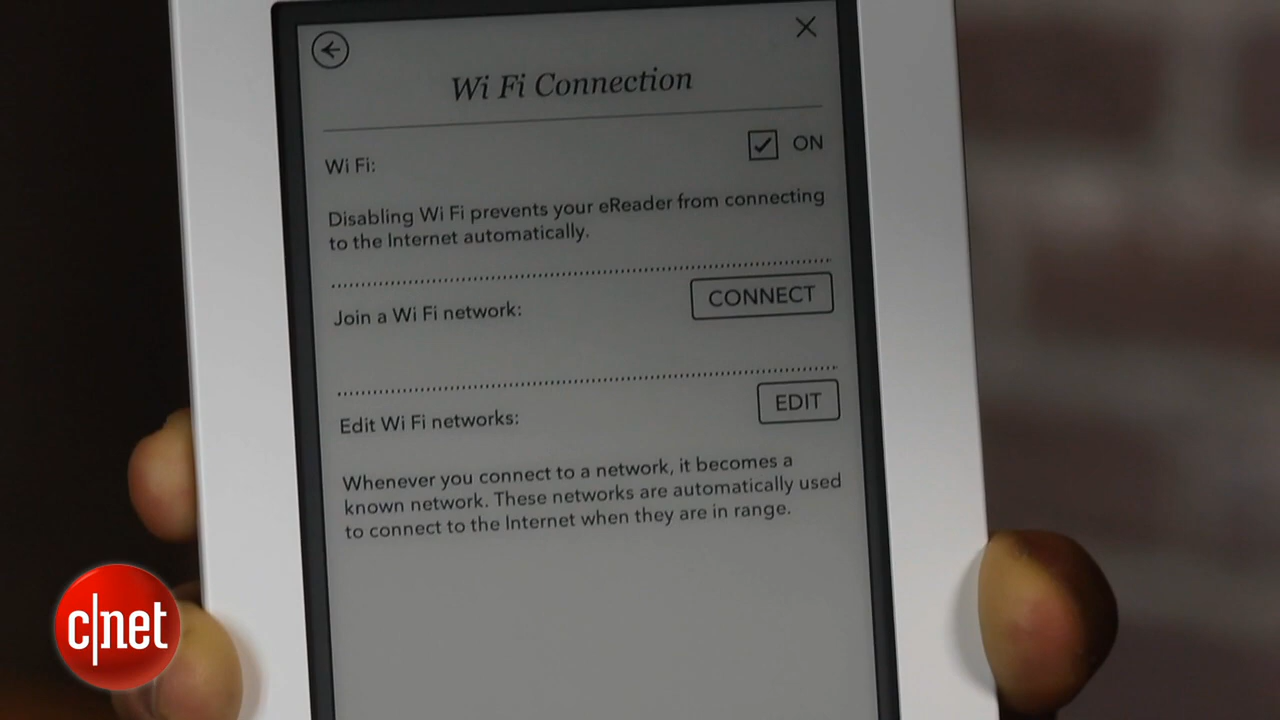 Wi Fi Connection
Wi Fi:
ON
Disabling Wi Fi prevents your eReader from connecting
to the Internet automatically.
Join a Wi Fi network:
CONNECT
Edit Wi Fi networks:
EDIT
Whenever you connect to a network, it becomes a
known network. These networks are automatically used
to connect to the Internet when they are in range.
c|net